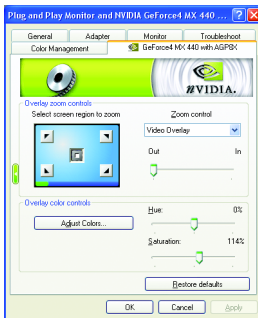 Plug and Play Monitor and NVIDIA GeForce4 MX 440 ...
General Adapter Monitor Troubleshoot
Color Management GeForce4 MX 440 with AGP8X
NVIDIA.
Overlay zoom controls
Select screen region to zoom
Zoom control
Video Overlay
Out In
Overlay color controls
Adjust Colors...
Hue: 0%
Saturation: 114%
Restore defaults
OK Cancel Apply